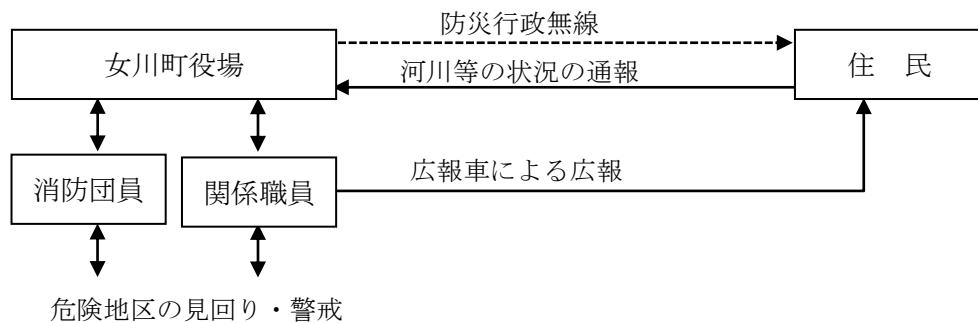 防災行政無線
女川町役場
住　民
河川等の状況の通報
消防団員
関係職員
広報車による広報
危険地区の見回り・警戒